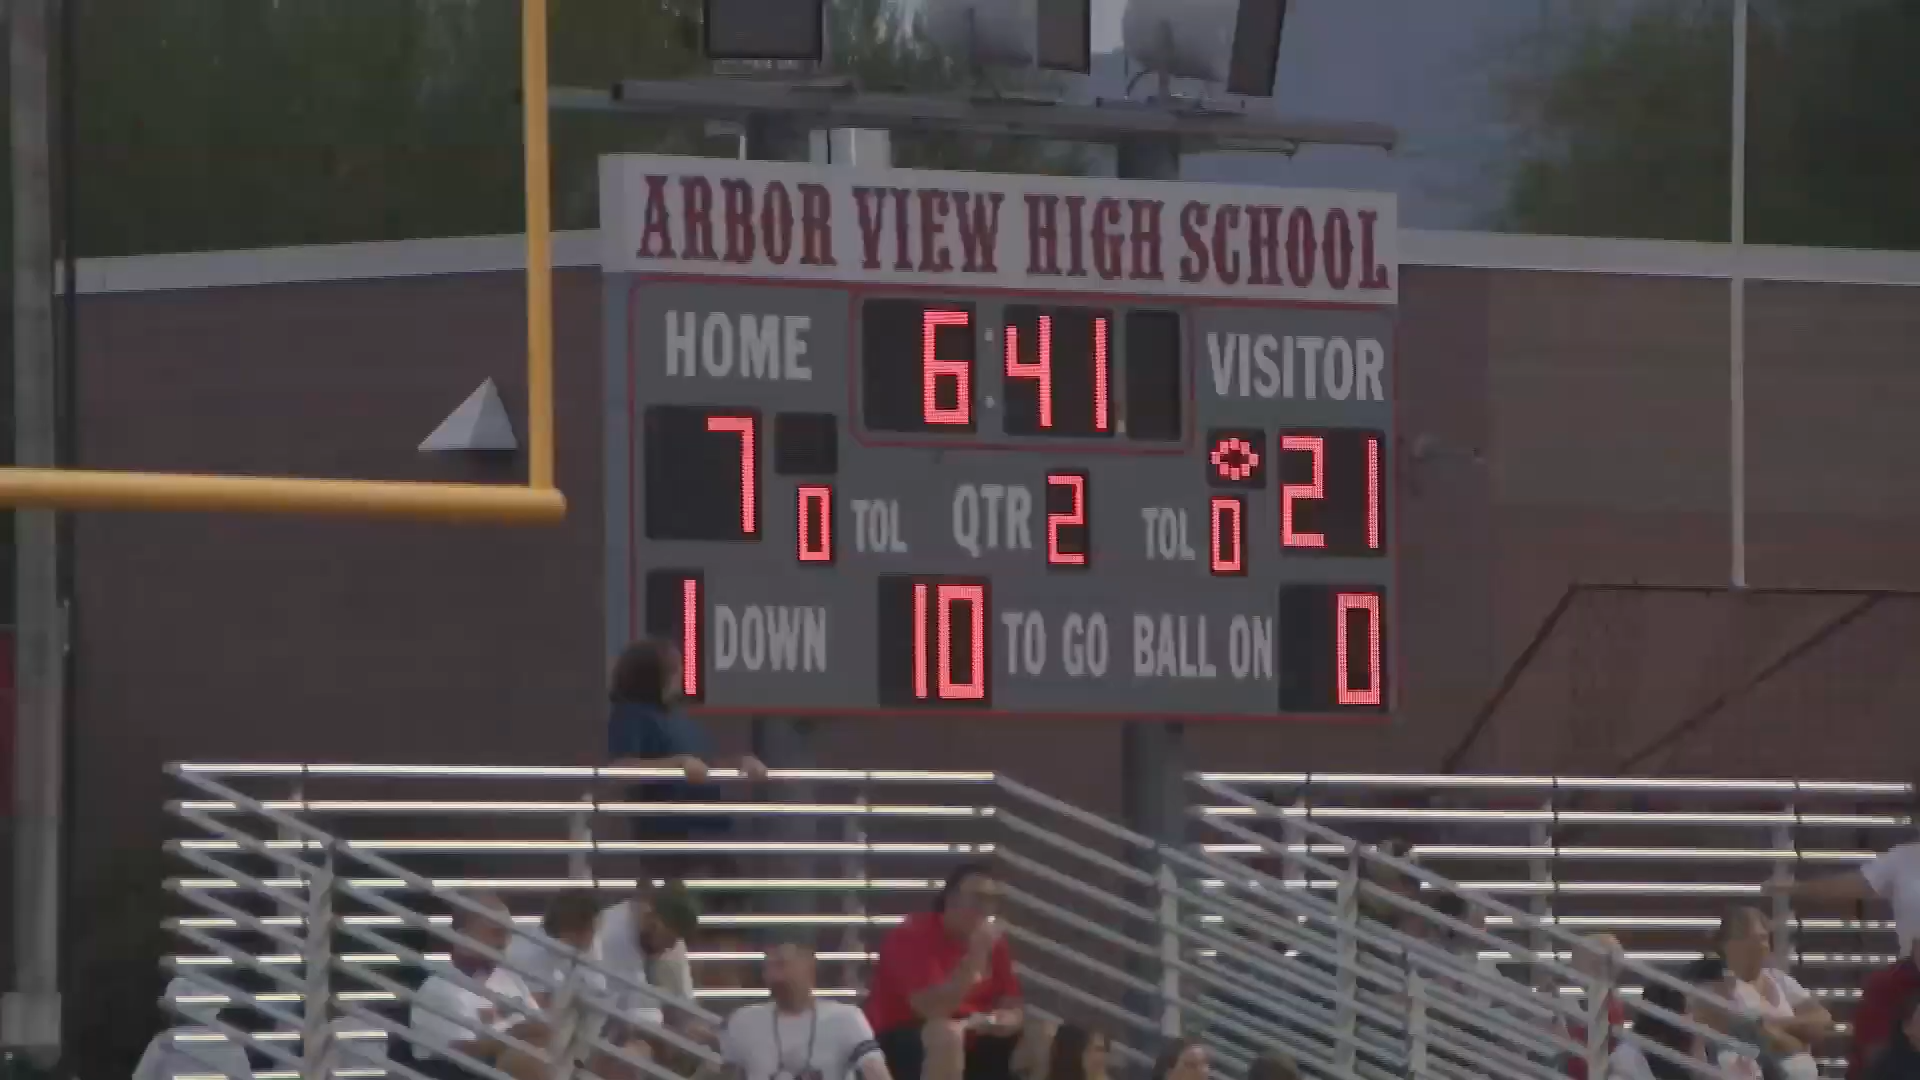 ARBOR VIEW HIGH SCHOOL
HOME 6:41 VISITOR
7 21
0 TOL QTR 2 TOL 0
1 DOWN 10 TO GO BALL ON 0